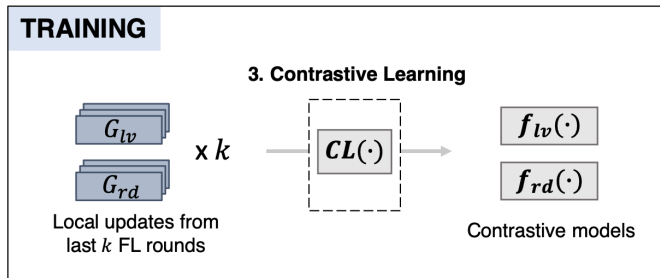 TRAINING
3. Contrastive Learning
G_lv
G_rd
x k
CL(·)
f_lv(·)
f_rd(·)
Local updates from
last k FL rounds
Contrastive models